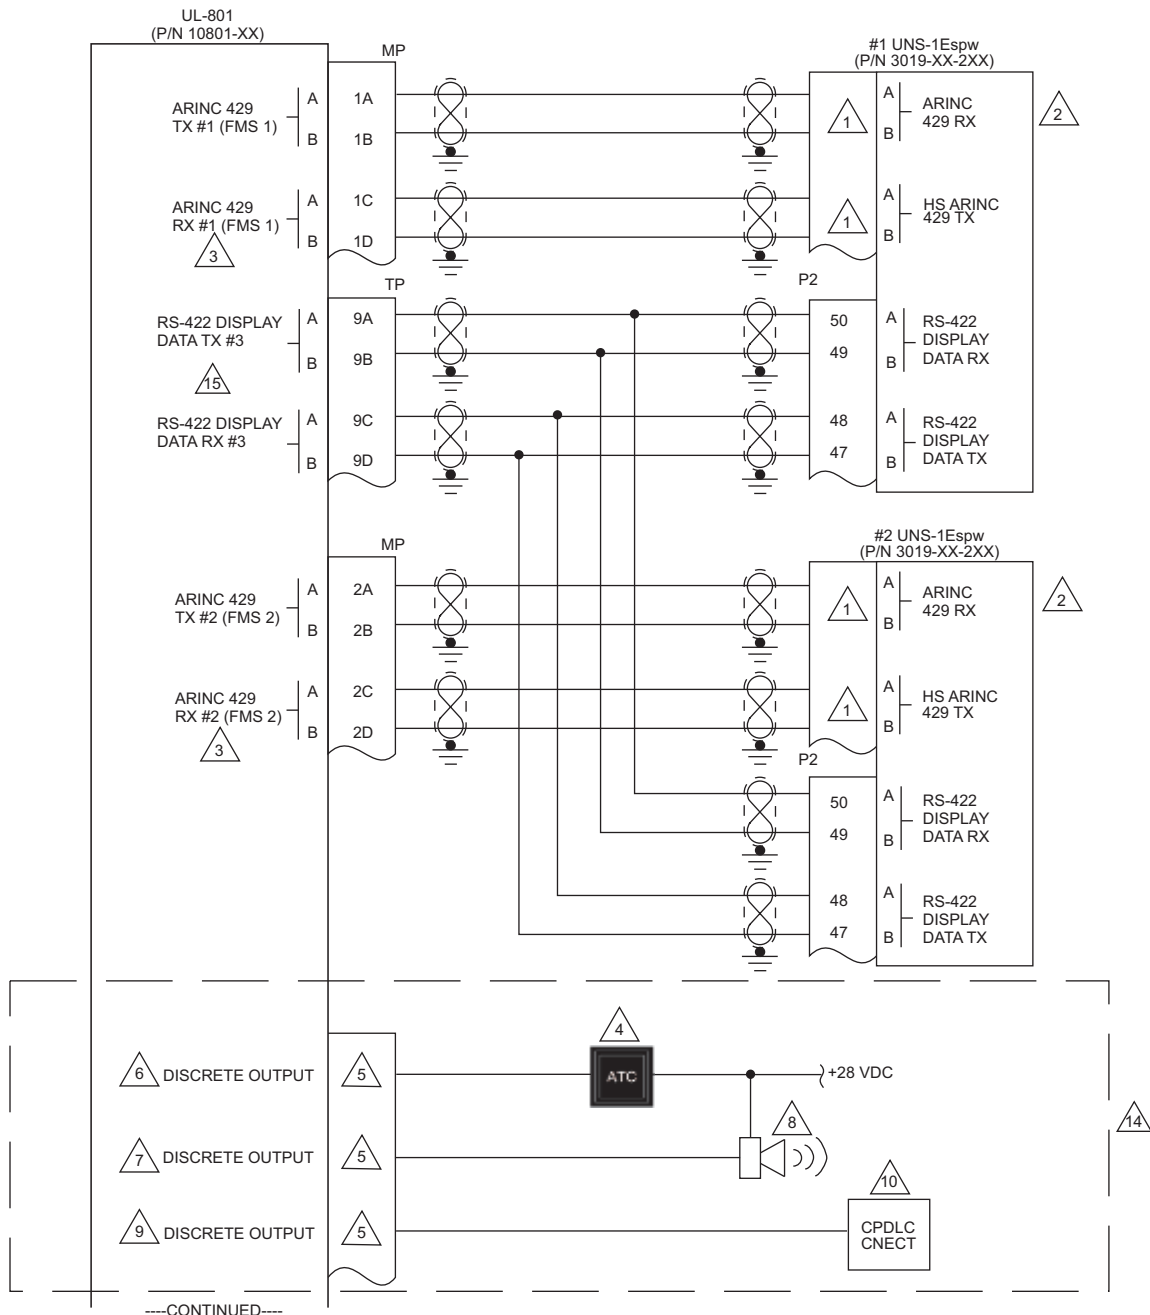 UL-801
(P/N 10801-XX)
MP
#1 UNS-1Espw
(P/N 3019-XX-2XX)
ARINC 429
TX #1 (FMS 1)
A
B
1A
1B
1
A
B
ARINC
429 RX
2
ARINC 429
RX #1 (FMS 1)
3
A
B
1C
1D
1
A
B
HS ARINC
429 TX
TP
P2
RS-422 DISPLAY
DATA TX #3
A
B
9A
9B
50
49
A
B
RS-422
DISPLAY
DATA RX
15
RS-422 DISPLAY
DATA RX #3
A
B
9C
9D
48
47
A
B
RS-422
DISPLAY
DATA TX
MP
#2 UNS-1Espw
(P/N 3019-XX-2XX)
ARINC 429
TX #2 (FMS 2)
A
B
2A
2B
1
A
B
ARINC
429 RX
2
ARINC 429
RX #2 (FMS 2)
3
A
B
2C
2D
1
A
B
HS ARINC
429 TX
P2
50
49
A
B
RS-422
DISPLAY
DATA RX
48
47
A
B
RS-422
DISPLAY
DATA TX
4
6 DISCRETE OUTPUT 5
ATC
+28 VDC
8
14
7 DISCRETE OUTPUT 5
10
9 DISCRETE OUTPUT 5
CPDLC
CNECT
----CONTINUED----